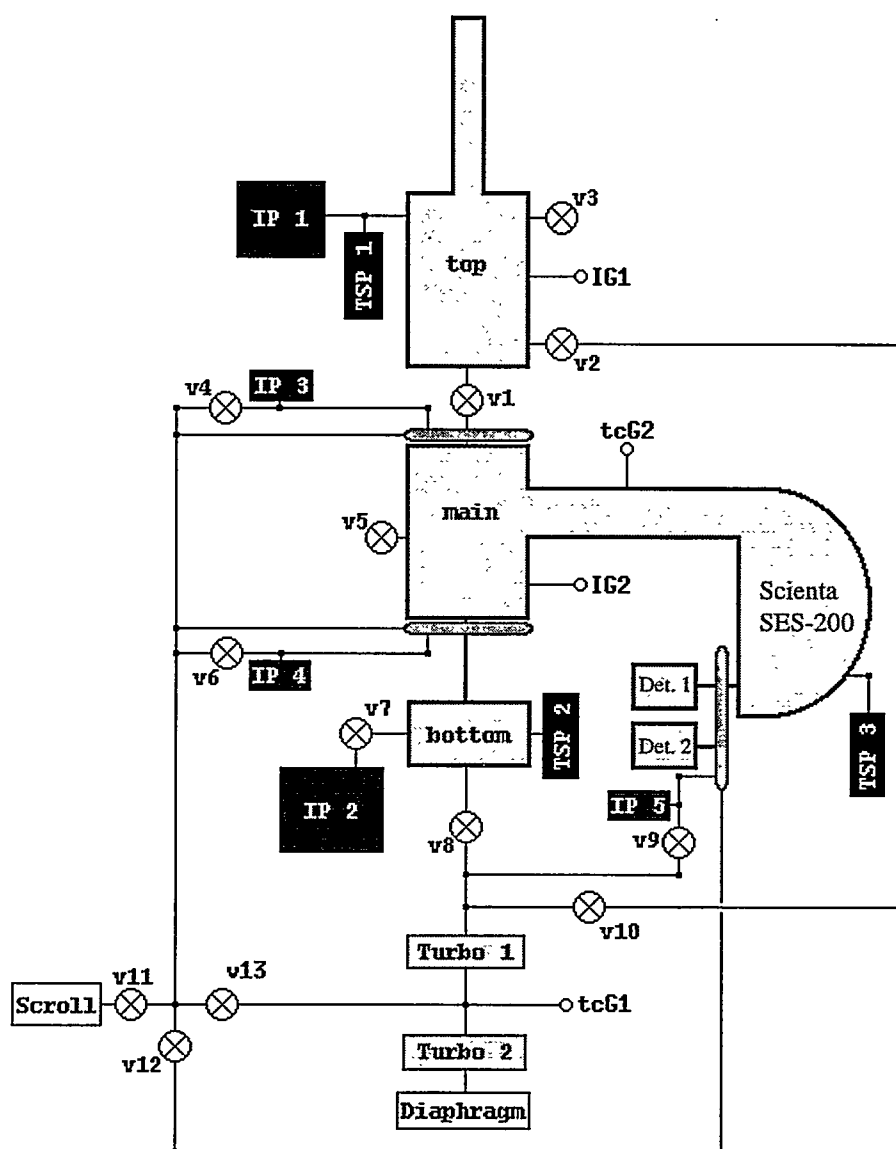 IP 1
TSP 1
top
v3
IG1
v2
v4
IP 3
v1
tcG2
main
v5
IG2
Scienta
SES-200
v6
IP 4
Det. 1
v7
bottom
TSP 2
Det. 2
TSP 3
IP 2
IP 5
v8
v9
v10
Turbo 1
v11
v13
Scroll
tcG1
v12
Turbo 2
Diaphragm